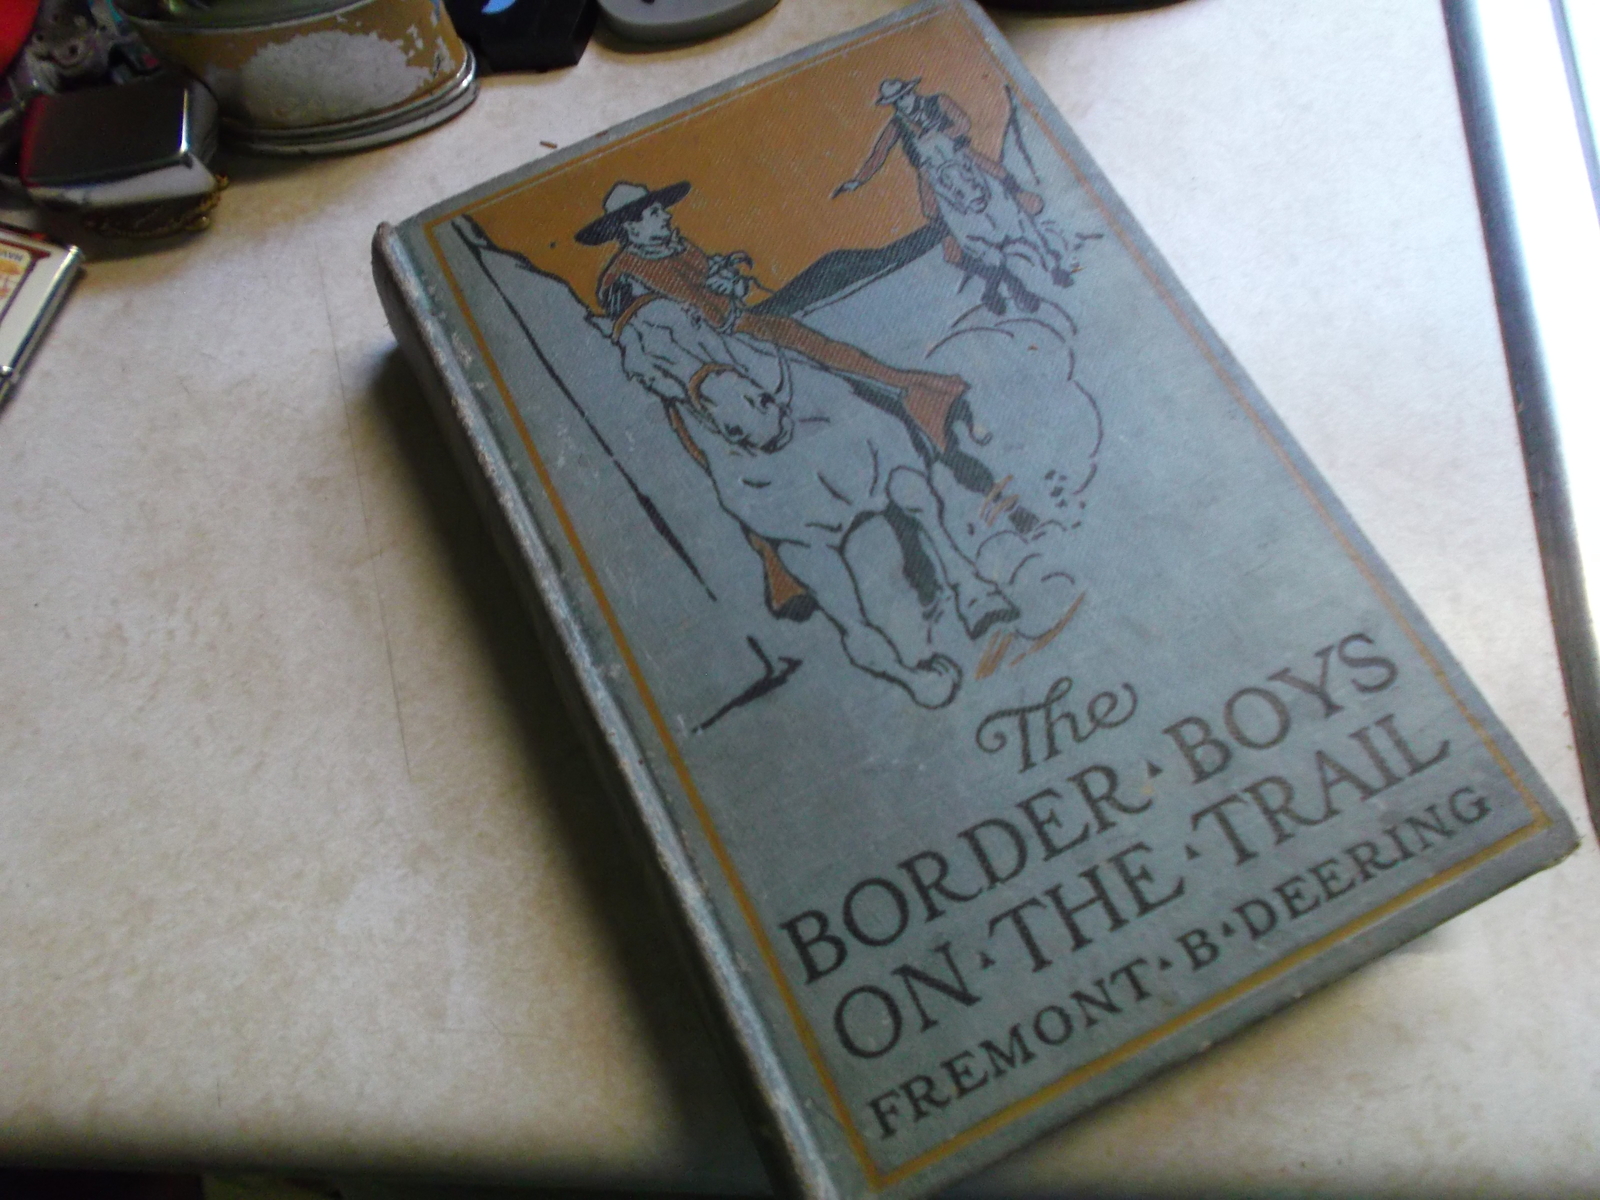 The
BORDER▲BOYS
ON▲THE▲TRAIL
FREMONT▲B▲DEERING